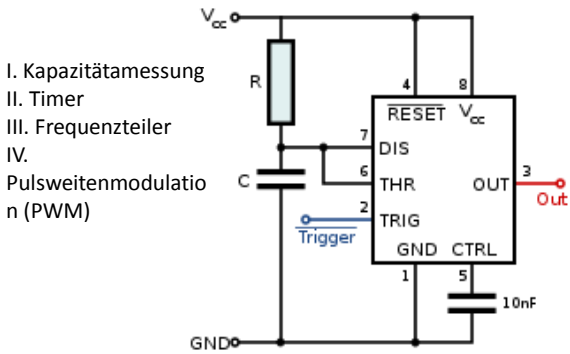 I. Kapazitätamessung
II. Timer
III. Frequenzteiler
IV.
Pulsweitenmodulatio
n (PWM)
Vcc
R
C
4
8
RESET
Vcc
7
DIS
6
THR
OUT
3
Out
2
TRIG
Trigger
GND
CTRL
1
5
10nF
GND